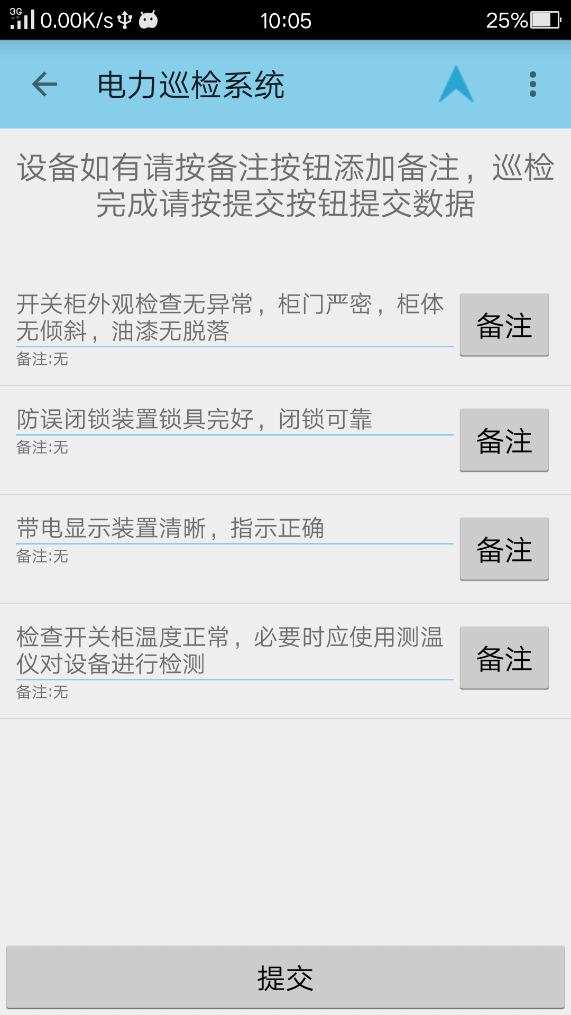 3G 0.00K/s 10:05 25%
电力巡检系统
设备如有请按备注按钮添加备注，巡检
完成请按提交按钮提交数据
开关柜外观检查无异常，柜门严密，柜体
无倾斜，油漆无脱落
备注:无
备注
防误闭锁装置锁具完好，闭锁可靠
备注:无
备注
带电显示装置清晰，指示正确
备注:无
备注
检查开关柜温度正常，必要时应使用测温
仪对设备进行检测
备注:无
备注
提交